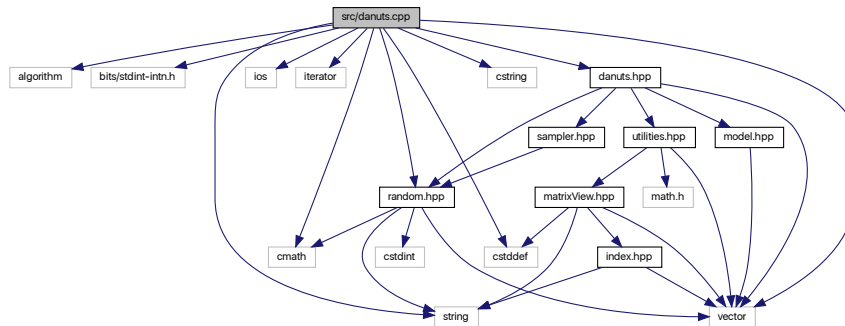 src/danuts.cpp
algorithm
bits/stdint-intn.h
ios
iterator
cstring
danuts.hpp
sampler.hpp
utilities.hpp
model.hpp
random.hpp
matrixView.hpp
math.h
cmath
cstdint
cstddef
index.hpp
string
vector